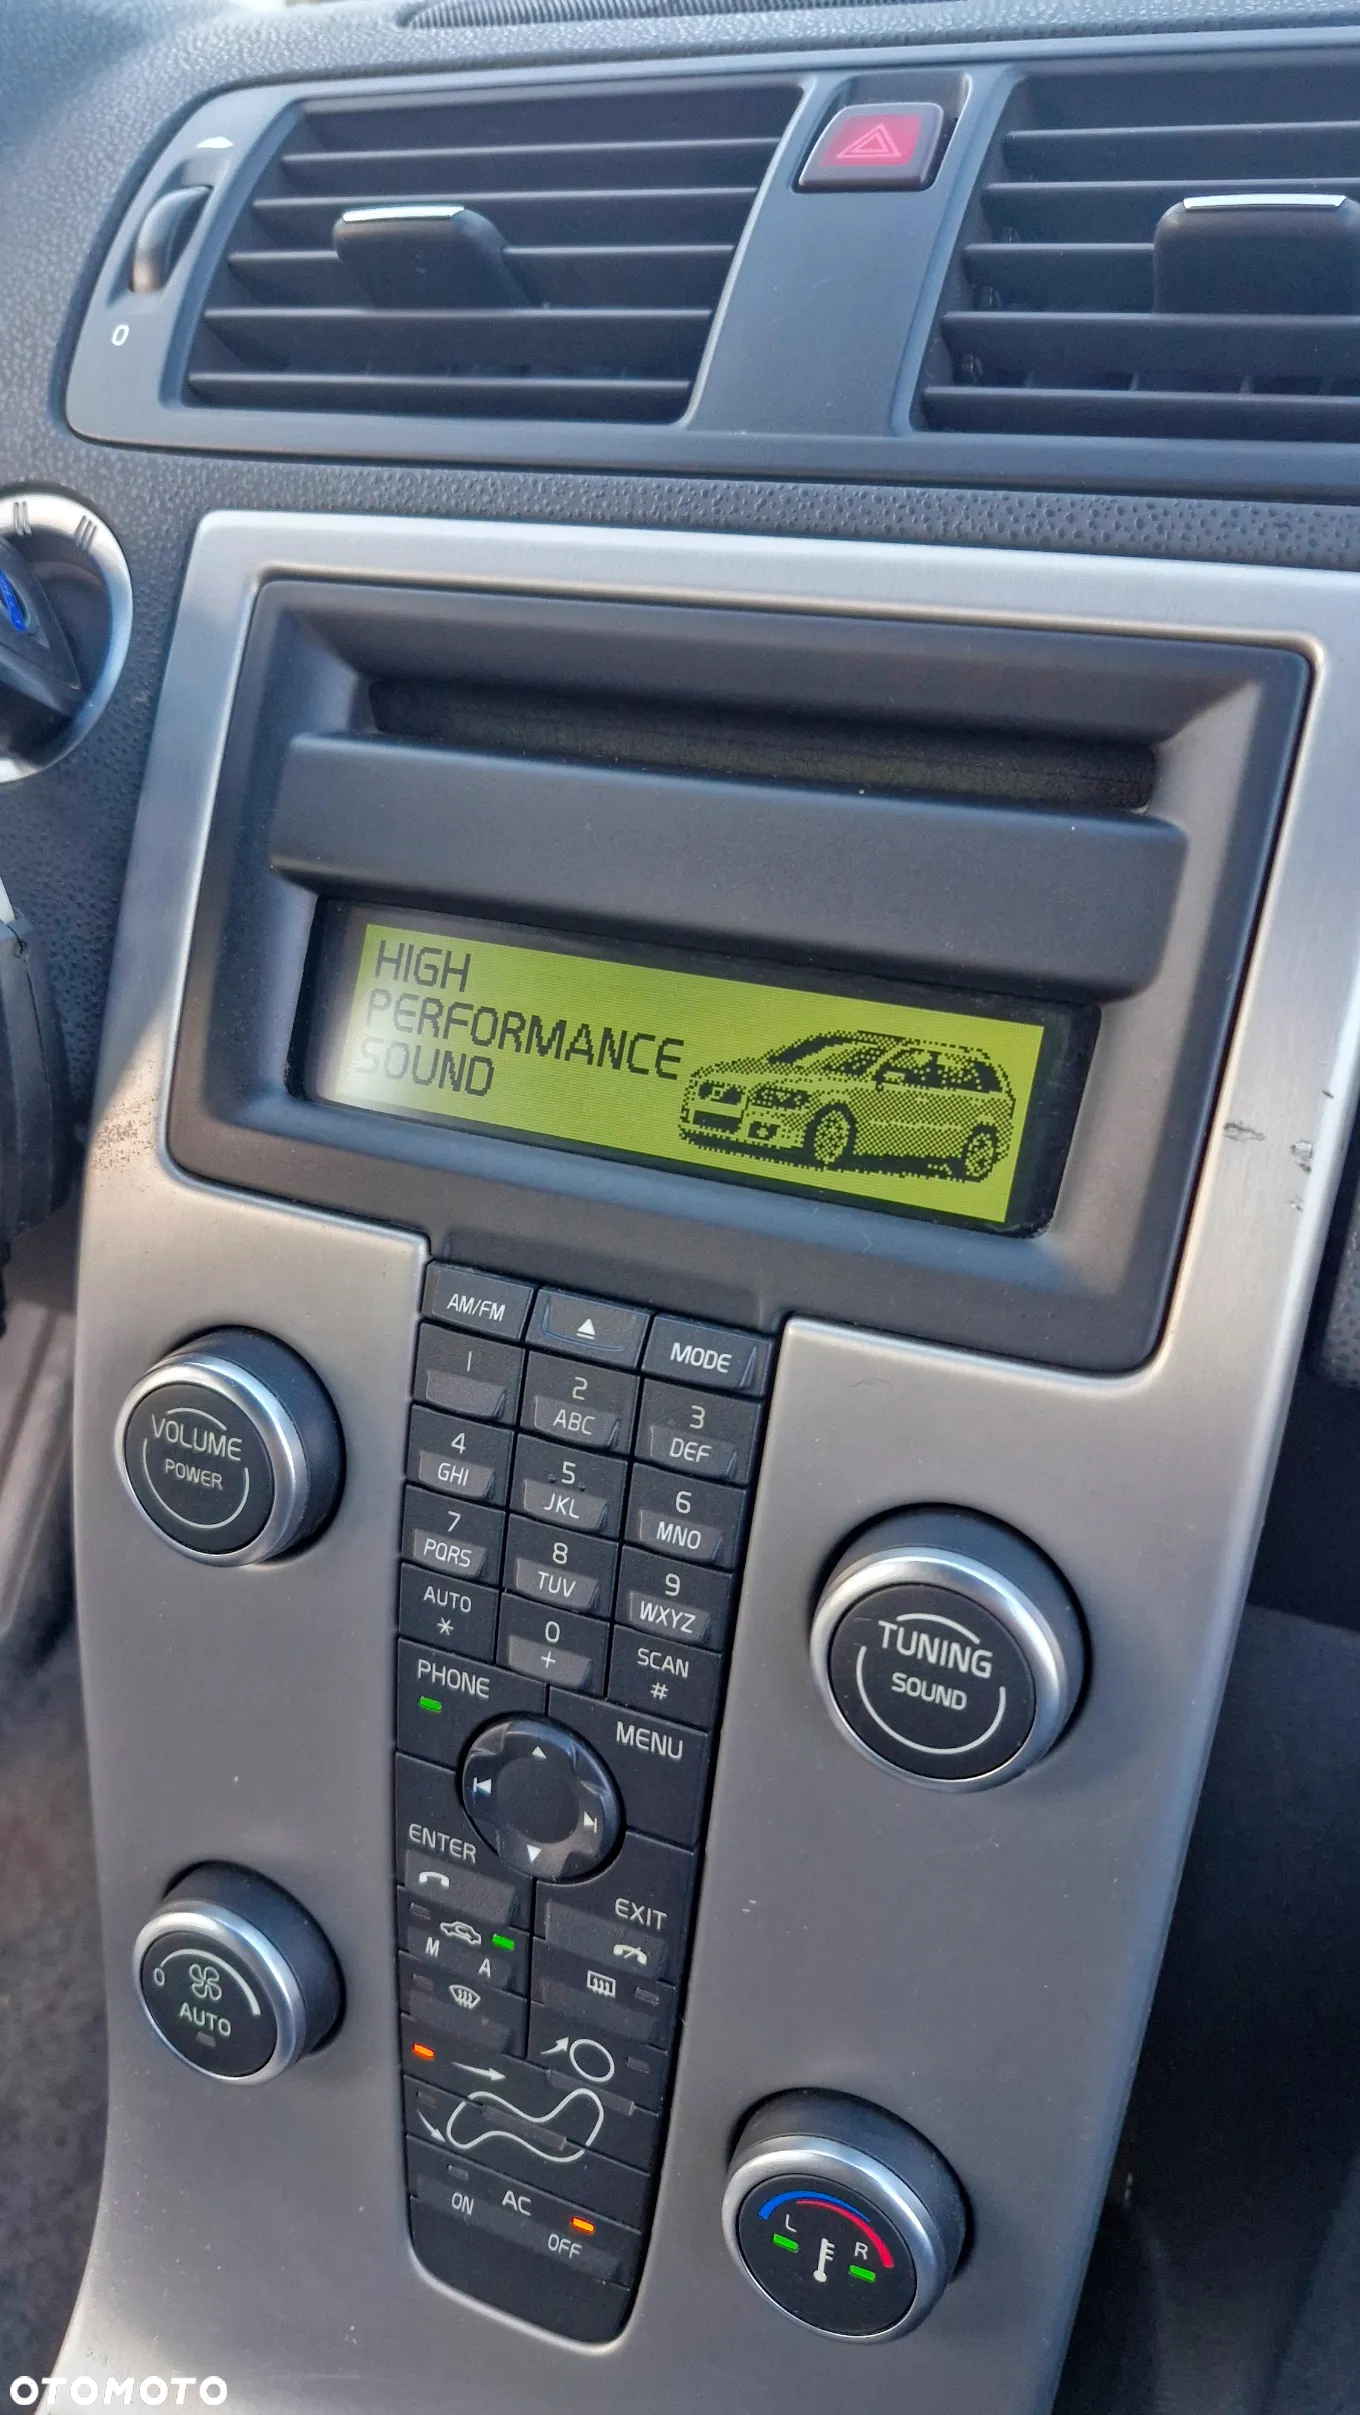 0
HIGH
PERFORMANCE
SOUND
AM/FM
MODE
1
2
ABC
3
DEF
4
GHI
5
JKL
6
MNO
7
PQRS
8
TUV
9
WXYZ
AUTO
*
0
+
SCAN
#
VOLUME
POWER
TUNING
SOUND
PHONE
MENU
ENTER
EXIT
M
A
0
AUTO
AC
ON
OFF
L
R
OTOMOTO